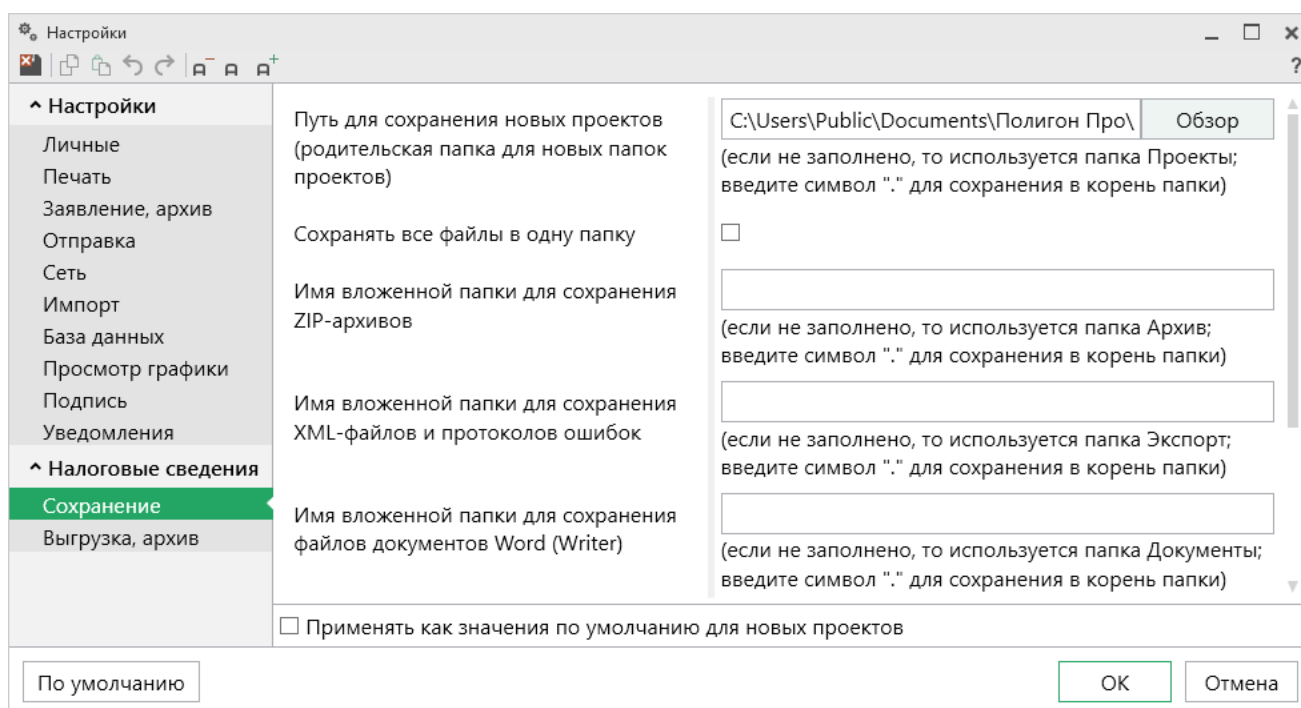 Настройки
?
^ Настройки
Личные
Печать
Заявление, архив
Отправка
Сеть
Импорт
База данных
Просмотр графики
Подпись
Уведомления
^ Налоговые сведения
Сохранение
Выгрузка, архив
Путь для сохранения новых проектов
(родительская папка для новых папок
проектов)
C:\Users\Public\Documents\Полигон Про\ Обзор
(если не заполнено, то используется папка Проекты;
введите символ "." для сохранения в корень папки)
Сохранять все файлы в одну папку
Имя вложенной папки для сохранения
ZIP-архивов
(если не заполнено, то используется папка Архив;
введите символ "." для сохранения в корень папки)
Имя вложенной папки для сохранения
XML-файлов и протоколов ошибок
(если не заполнено, то используется папка Экспорт;
введите символ "." для сохранения в корень папки)
Имя вложенной папки для сохранения
файлов документов Word (Writer)
(если не заполнено, то используется папка Документы;
введите символ "." для сохранения в корень папки)
Применять как значения по умолчанию для новых проектов
По умолчанию
OK
Отмена